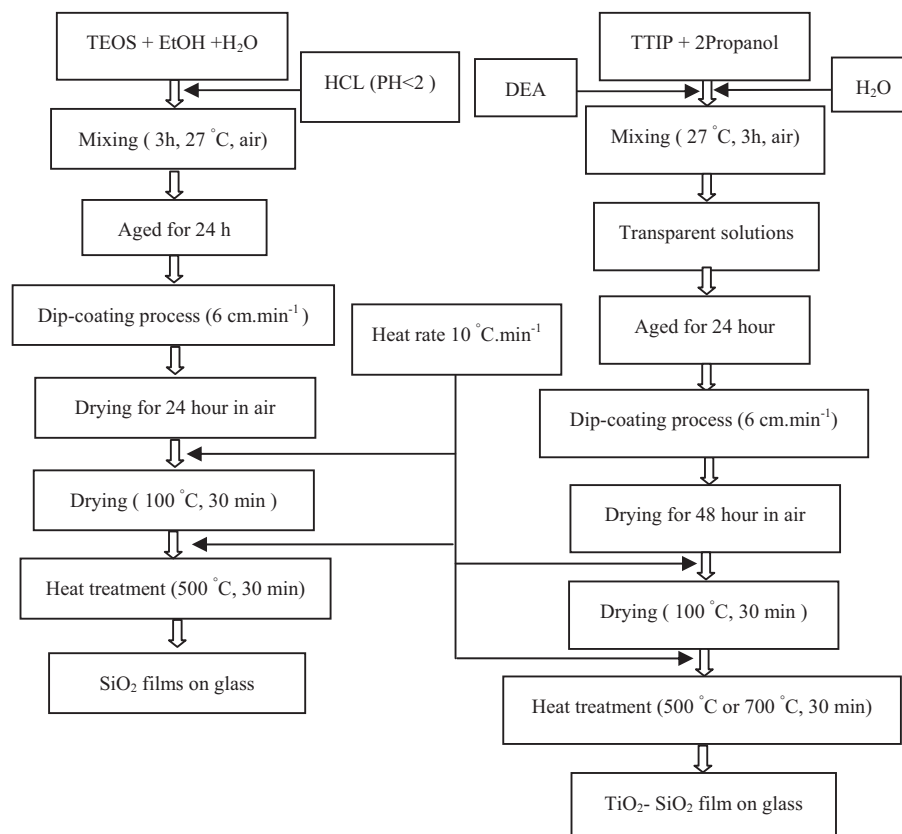 TEOS + EtOH +H₂O
HCL (PH<2 )
Mixing ( 3h, 27 °C, air)
Aged for 24 h
Dip-coating process (6 cm.min⁻¹ )
Drying for 24 hour in air
Drying ( 100 °C, 30 min )
Heat treatment (500 °C, 30 min)
SiO₂ films on glass
Heat rate 10 °C.min⁻¹
TTIP + 2Propanol
DEA
H₂O
Mixing ( 27 °C, 3h, air)
Transparent solutions
Aged for 24 hour
Dip-coating process (6 cm.min⁻¹)
Drying for 48 hour in air
Drying ( 100 °C, 30 min )
Heat treatment (500 °C or 700 °C, 30 min)
TiO₂- SiO₂ film on glass